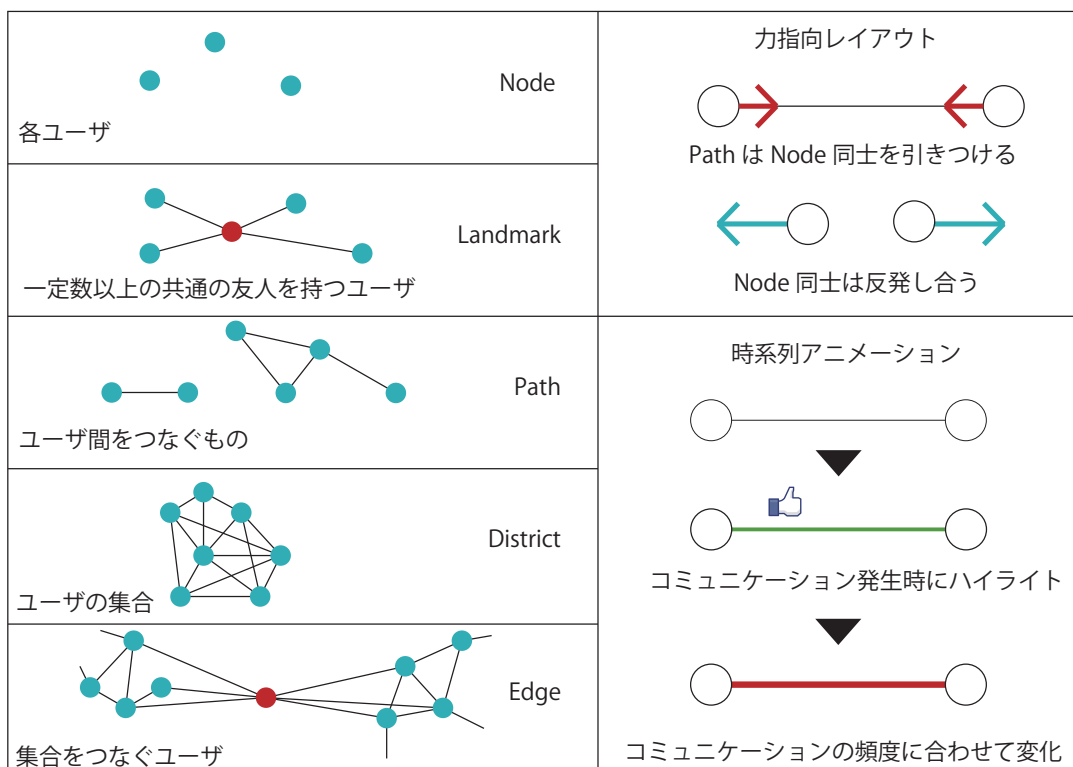 Node
各ユーザ
Landmark
一定数以上の共通の友人を持つユーザ
Path
ユーザ間をつなぐもの
District
ユーザの集合
Edge
集合をつなぐユーザ
力指向レイアウト
Path は Node 同士を引きつける
Node 同士は反発し合う
時系列アニメーション
コミュニケーション発生時にハイライト
コミュニケーションの頻度に合わせて変化